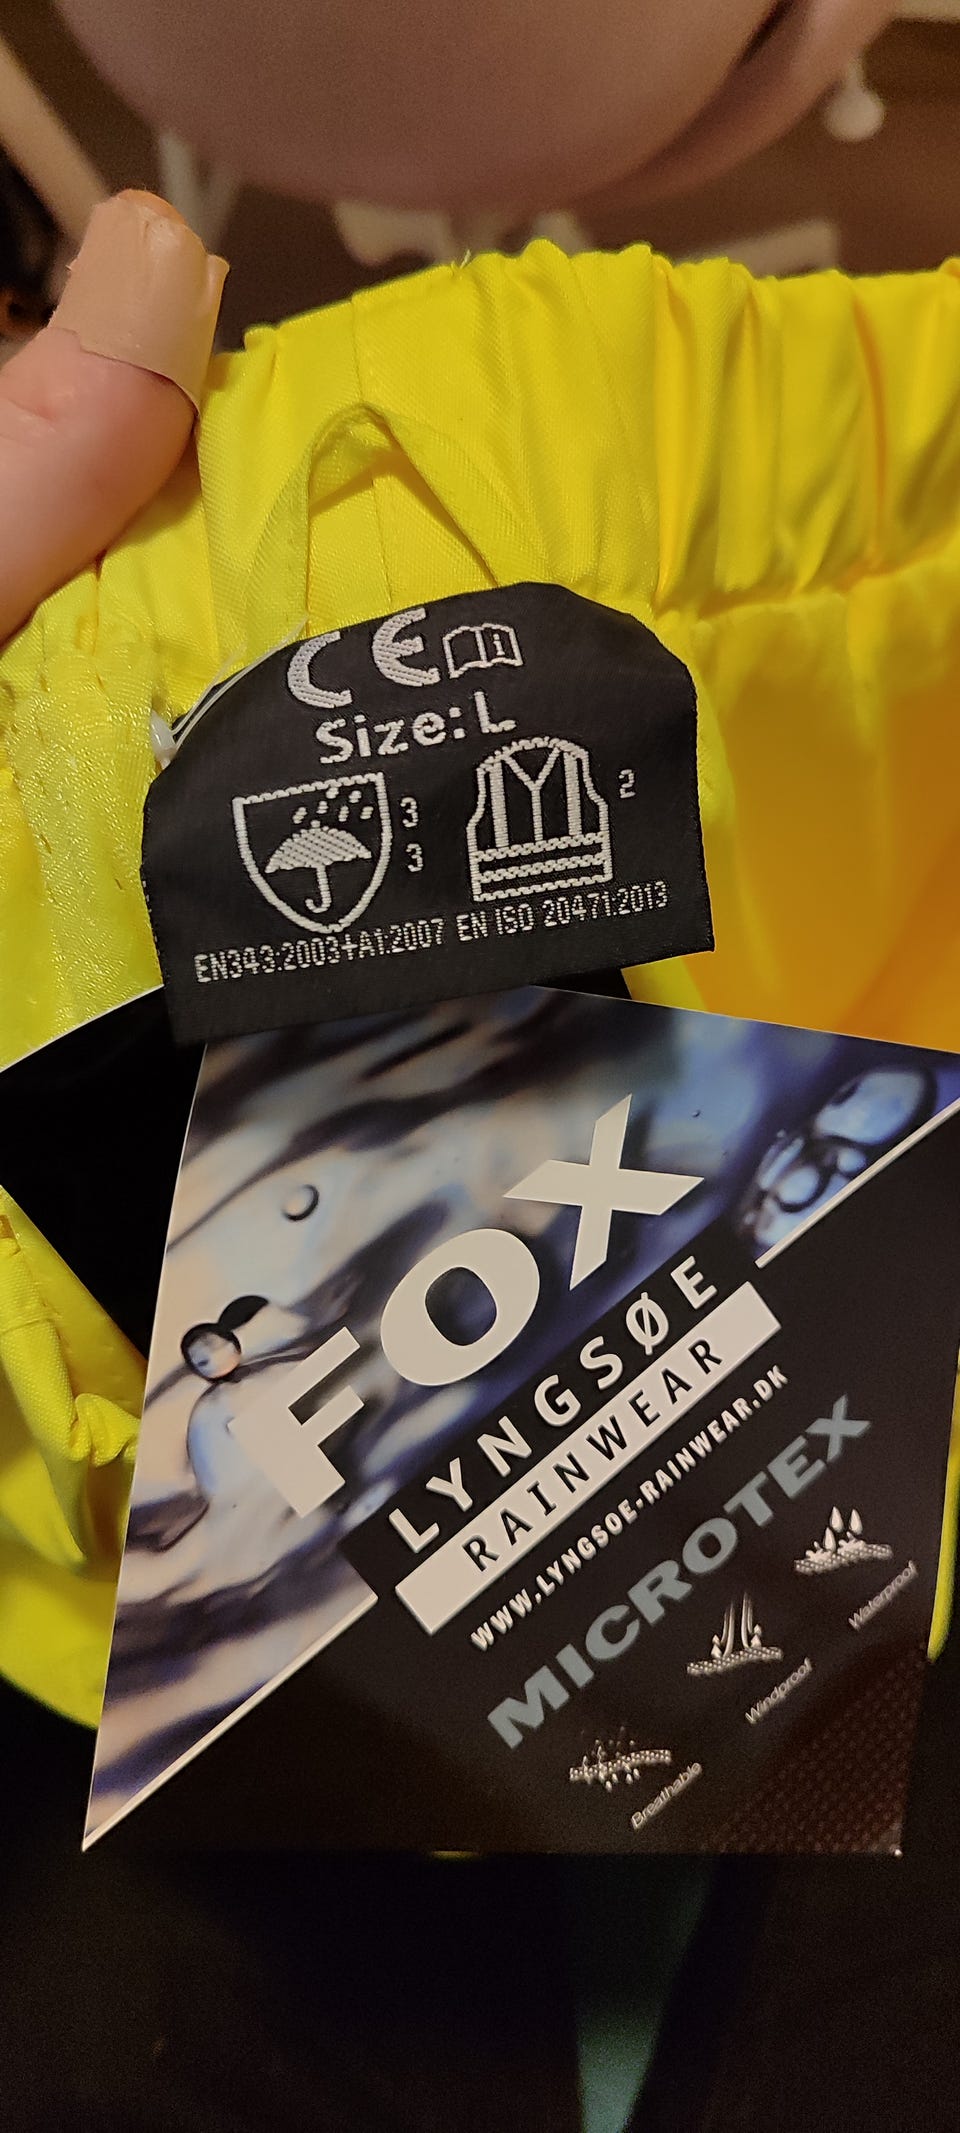 CE i
Size: L
3
3
2
EN343:2003+A1:2007 EN ISO 20471:2013
FOX
LYNGSØE
RAINWEAR
WWW.LYNGSOE-RAINWEAR.DK
MICROTEX
Waterproof
Windproof
Breathable